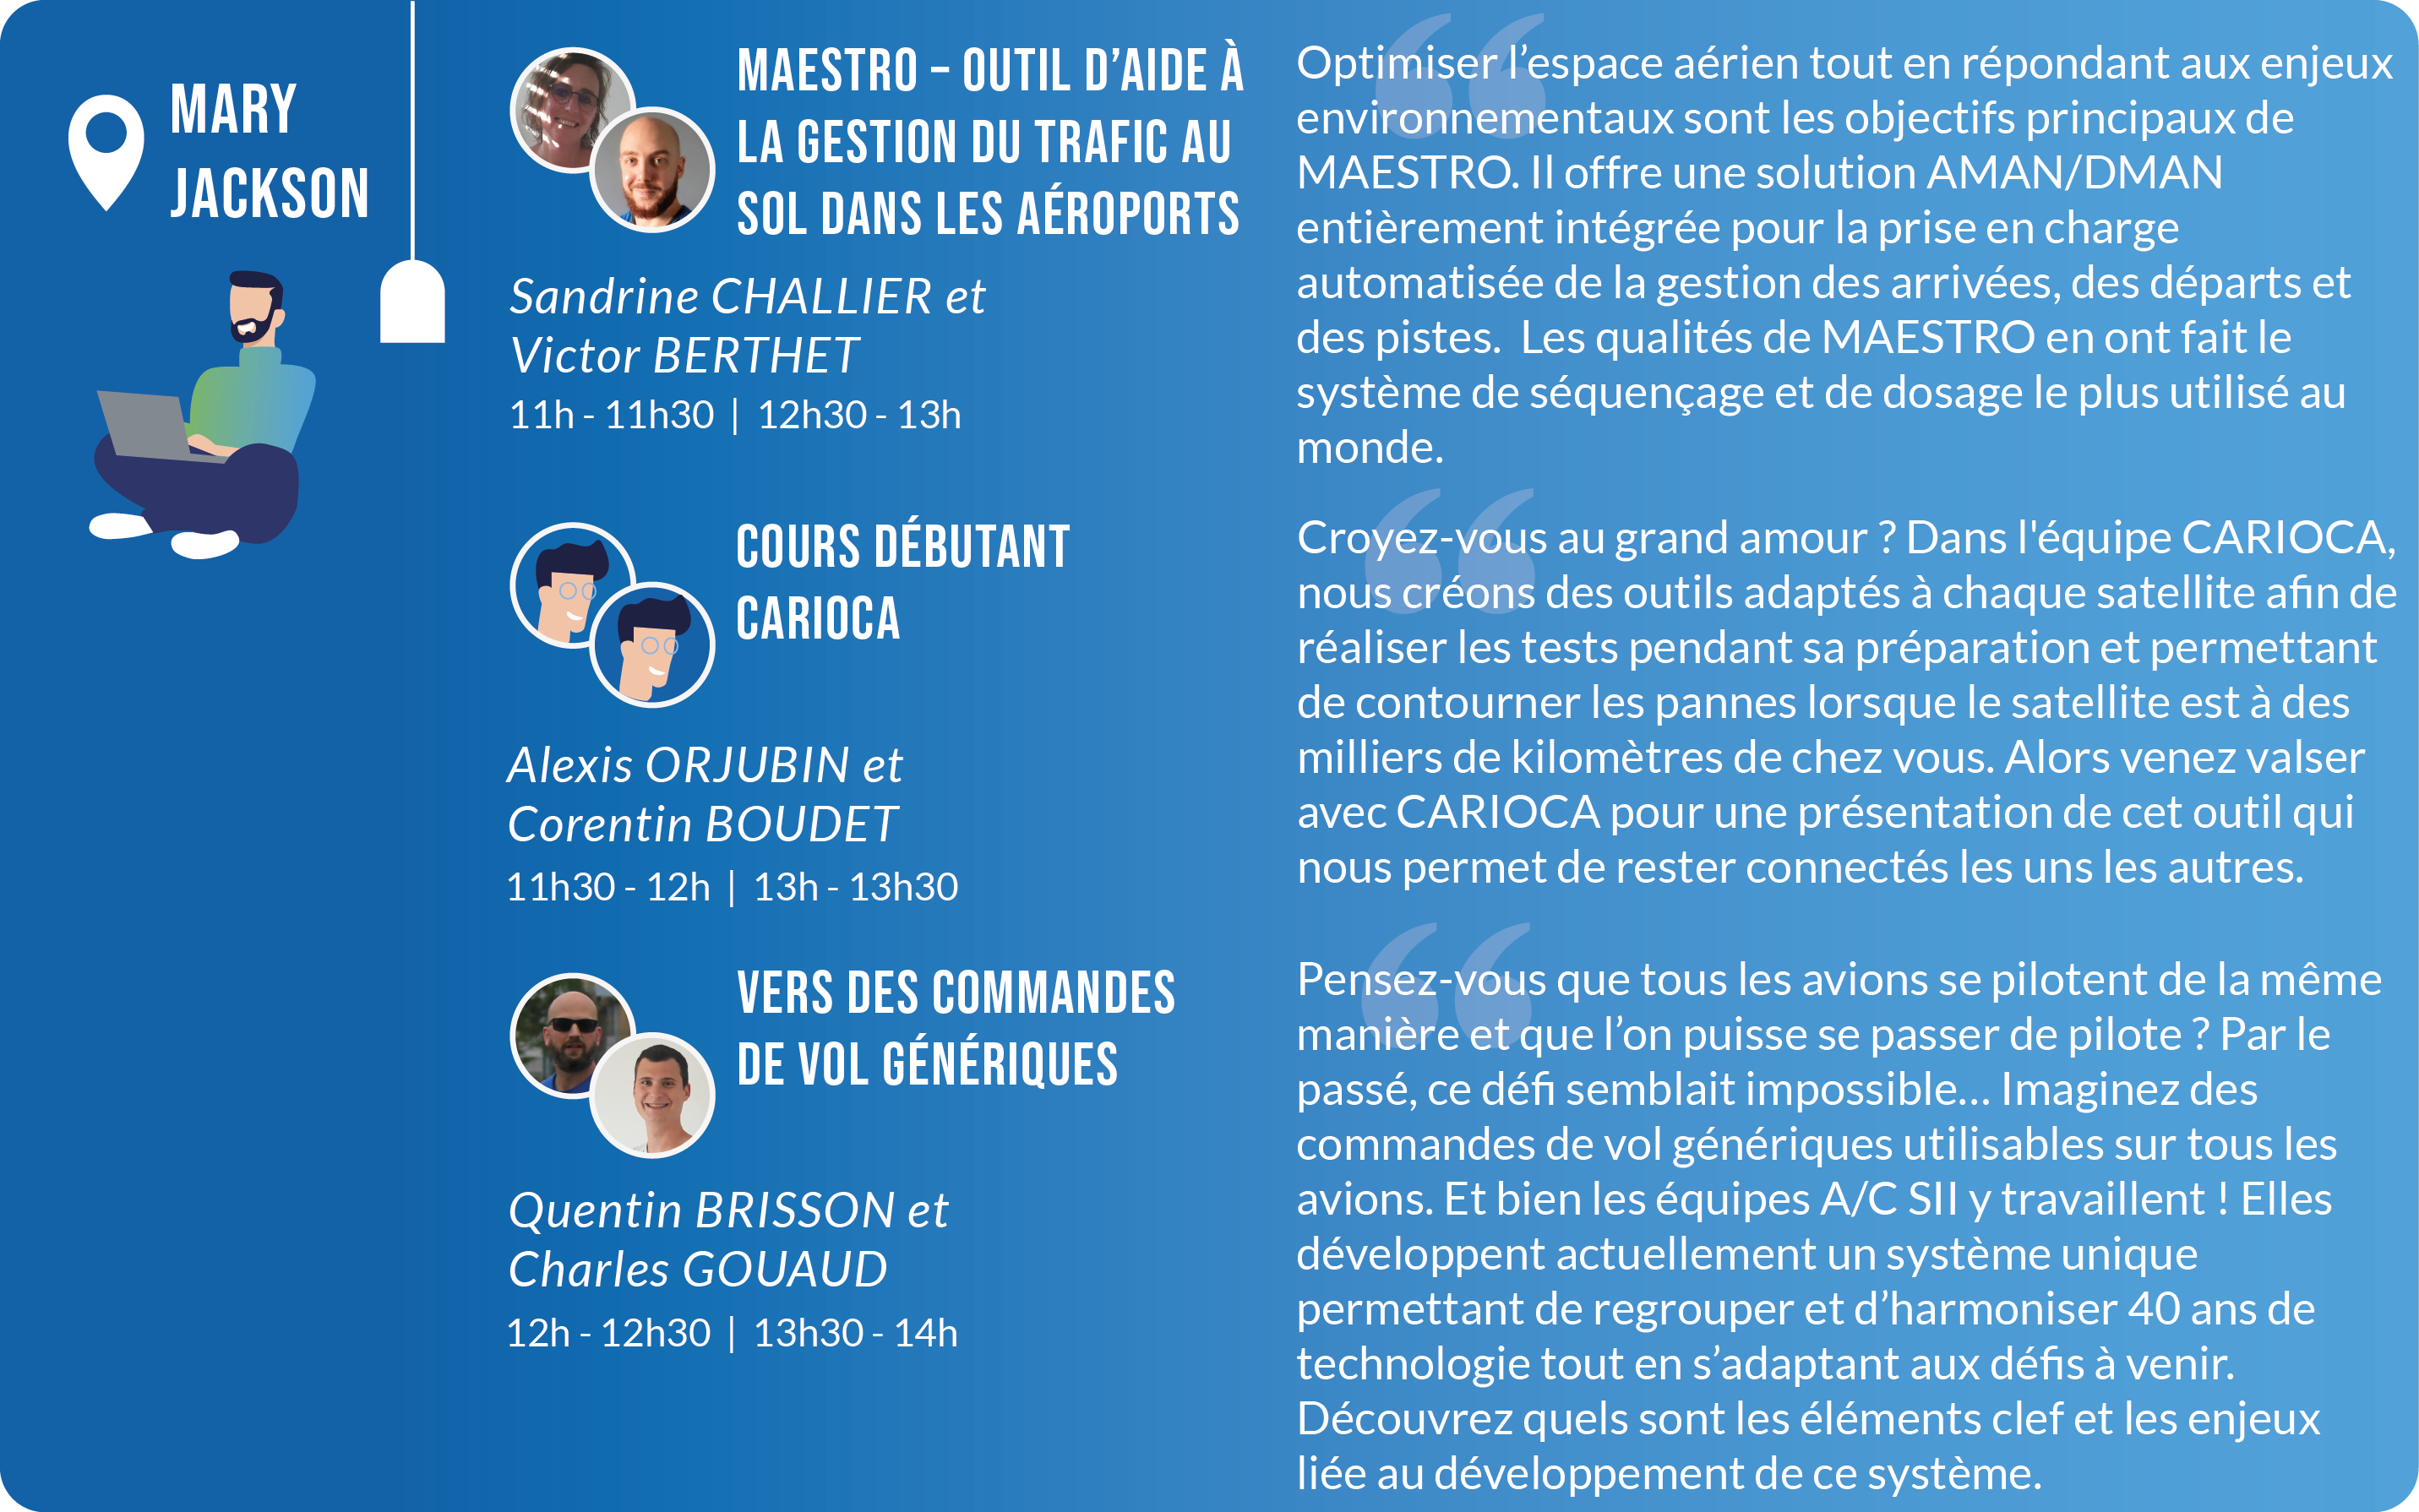 MARY
JACKSON
MAESTRO – OUTIL D’AIDE À
LA GESTION DU TRAFIC AU
SOL DANS LES AÉROPORTS
Sandrine CHALLIER et
Victor BERTHET
11h - 11h30 | 12h30 - 13h
Optimiser l’espace aérien tout en répondant aux enjeux
environnementaux sont les objectifs principaux de
MAESTRO. Il offre une solution AMAN/DMAN
entièrement intégrée pour la prise en charge
automatisée de la gestion des arrivées, des départs et
des pistes.  Les qualités de MAESTRO en ont fait le
système de séquençage et de dosage le plus utilisé au
monde.
COURS DÉBUTANT
CARIOCA
Alexis ORJUBIN et
Corentin BOUDET
11h30 - 12h | 13h - 13h30
Croyez-vous au grand amour ? Dans l'équipe CARIOCA,
nous créons des outils adaptés à chaque satellite afin de
réaliser les tests pendant sa préparation et permettant
de contourner les pannes lorsque le satellite est à des
milliers de kilomètres de chez vous. Alors venez valser
avec CARIOCA pour une présentation de cet outil qui
nous permet de rester connectés les uns les autres.
VERS DES COMMANDES
DE VOL GÉNÉRIQUES
Quentin BRISSON et
Charles GOUAUD
12h - 12h30 | 13h30 - 14h
Pensez-vous que tous les avions se pilotent de la même
manière et que l’on puisse se passer de pilote ? Par le
passé, ce défi semblait impossible... Imaginez des
commandes de vol génériques utilisables sur tous les
avions. Et bien les équipes A/C SII y travaillent ! Elles
développent actuellement un système unique
permettant de regrouper et d’harmoniser 40 ans de
technologie tout en s’adaptant aux défis à venir.
Découvrez quels sont les éléments clef et les enjeux
liée au développement de ce système.